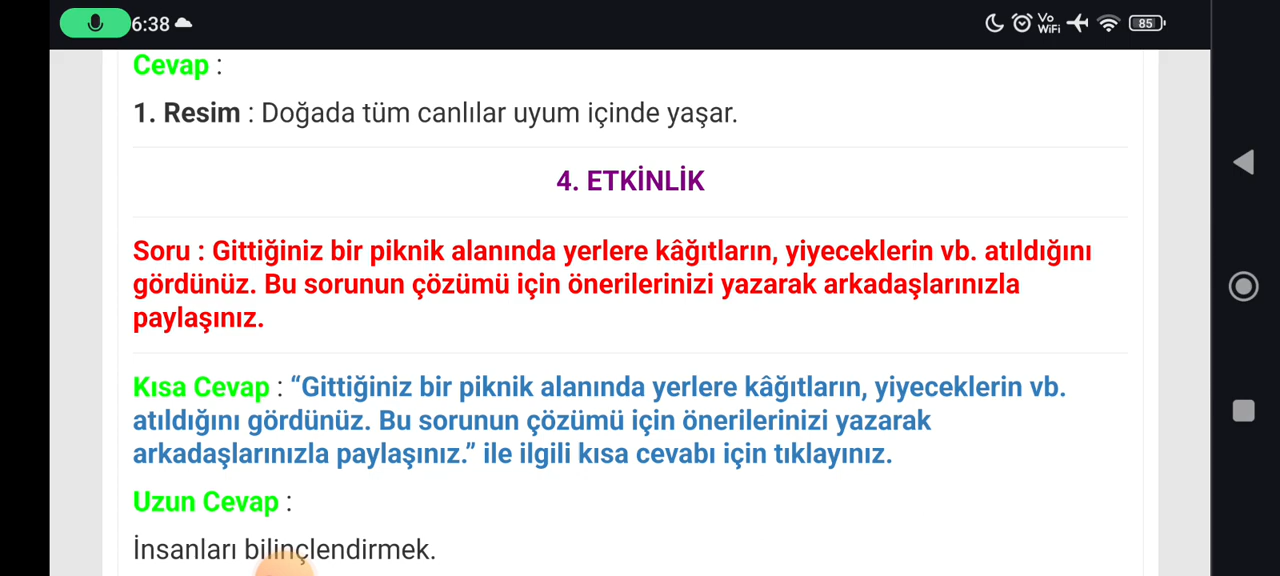 6:38
Vo
WiFi
85
Cevap :
1. Resim : Doğada tüm canlılar uyum içinde yaşar.
4. ETKİNLİK
Soru : Gittiğiniz bir piknik alanında yerlere kâğıtların, yiyeceklerin vb. atıldığını
gördünüz. Bu sorunun çözümü için önerilerinizi yazarak arkadaşlarınızla
paylaşınız.
Kısa Cevap : “Gittiğiniz bir piknik alanında yerlere kâğıtların, yiyeceklerin vb.
atıldığını gördünüz. Bu sorunun çözümü için önerilerinizi yazarak
arkadaşlarınızla paylaşınız.” ile ilgili kısa cevabı için tıklayınız.
Uzun Cevap :
İnsanları bilinçlendirmek.